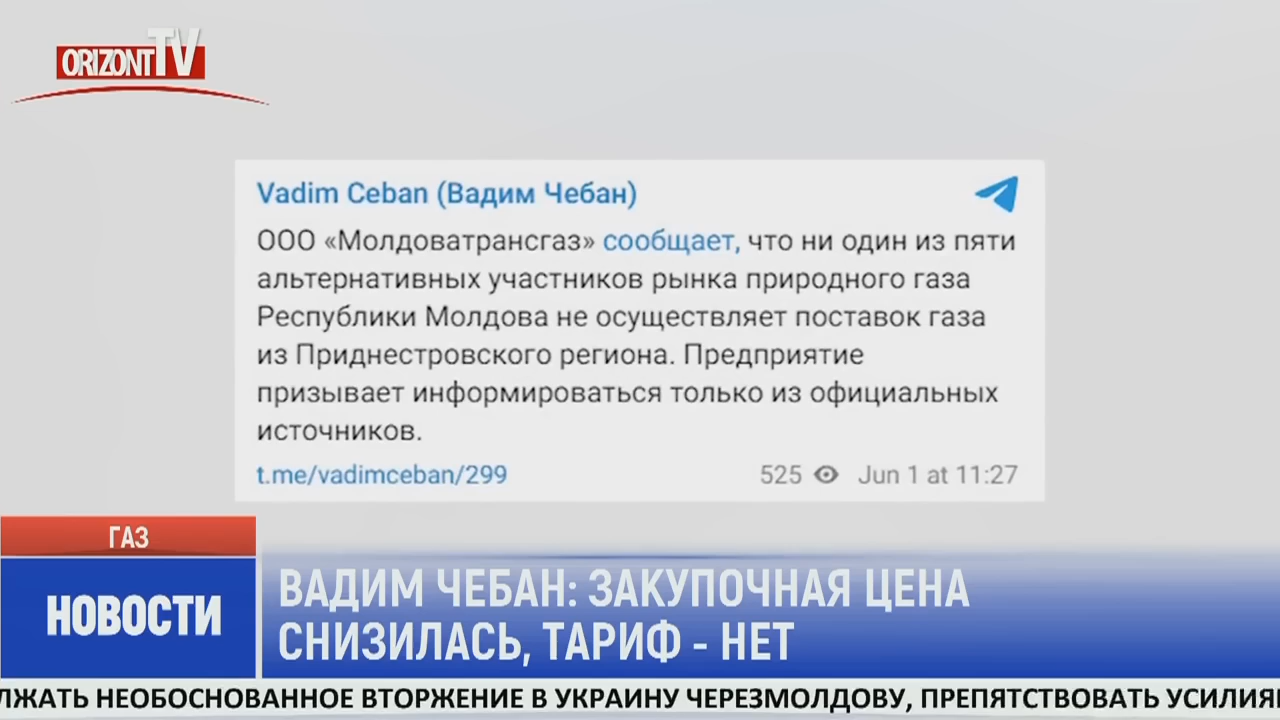 ORIZONT TV
Vadim Ceban (Вадим Чебан)
ООО «Молдоватрансгаз» сообщает, что ни один из пяти
альтернативных участников рынка природного газа
Республики Молдова не осуществляет поставок газа
из Приднестровского региона. Предприятие
призывает информироваться только из официальных
источников.
t.me/vadimceban/299 525 Jun 1 at 11:27
ГАЗ
НОВОСТИ
ВАДИМ ЧЕБАН: ЗАКУПОЧНАЯ ЦЕНА
СНИЗИЛАСЬ, ТАРИФ - НЕТ
ЛЖАТЬ НЕОБОСНОВАННОЕ ВТОРЖЕНИЕ В УКРАИНУ ЧЕРЕЗМОЛДОВУ, ПРЕПЯТСТВОВАТЬ УСИЛИЯ